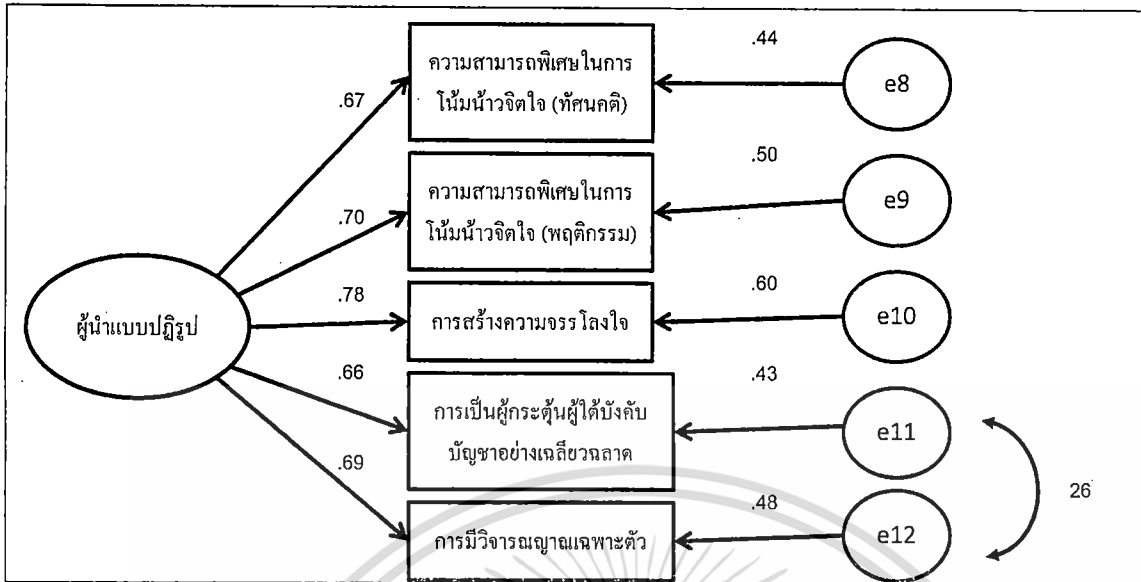 ความสามารถพิเศษในการ
โน้มน้าวจิตใจ (ทัศนคติ)
.44
e8
.67
ความสามารถพิเศษในการ
โน้มน้าวจิตใจ (พฤติกรรม)
.50
e9
.70
ผู้นำแบบปฏิรูป
.78
การสร้างความจรรโลงใจ
.60
e10
.66
การเป็นผู้กระตุ้นผู้ใต้บังคับ
บัญชาอย่างเฉลียวฉลาด
.43
e11
.69
การมีวิจารณญาณเฉพาะตัว
.48
e12
26